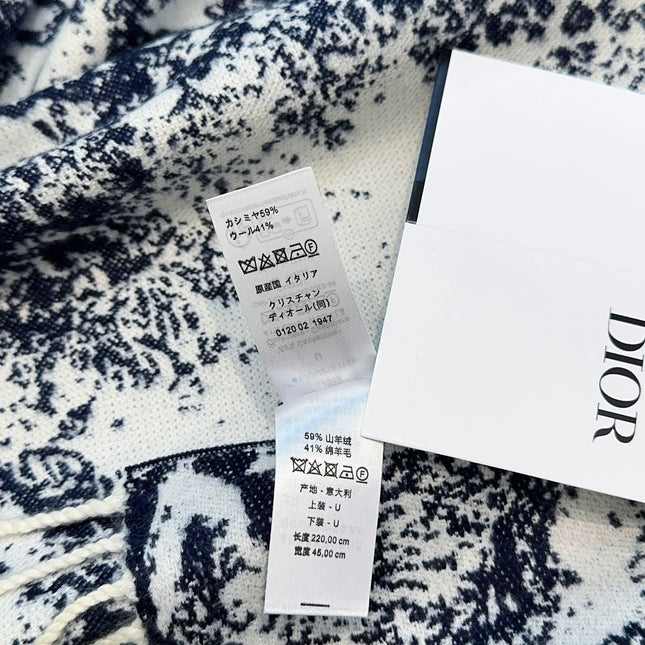 カシミヤ59%
ウール41%
原産国 イタリア
クリスチャン
ディオール(同)
0120 02 1947
59% 山羊绒
41% 绵羊毛
产地 - 意大利
上装 - U
下装 - U
长度 220,00 cm
宽度 45,00 cm
DIOR